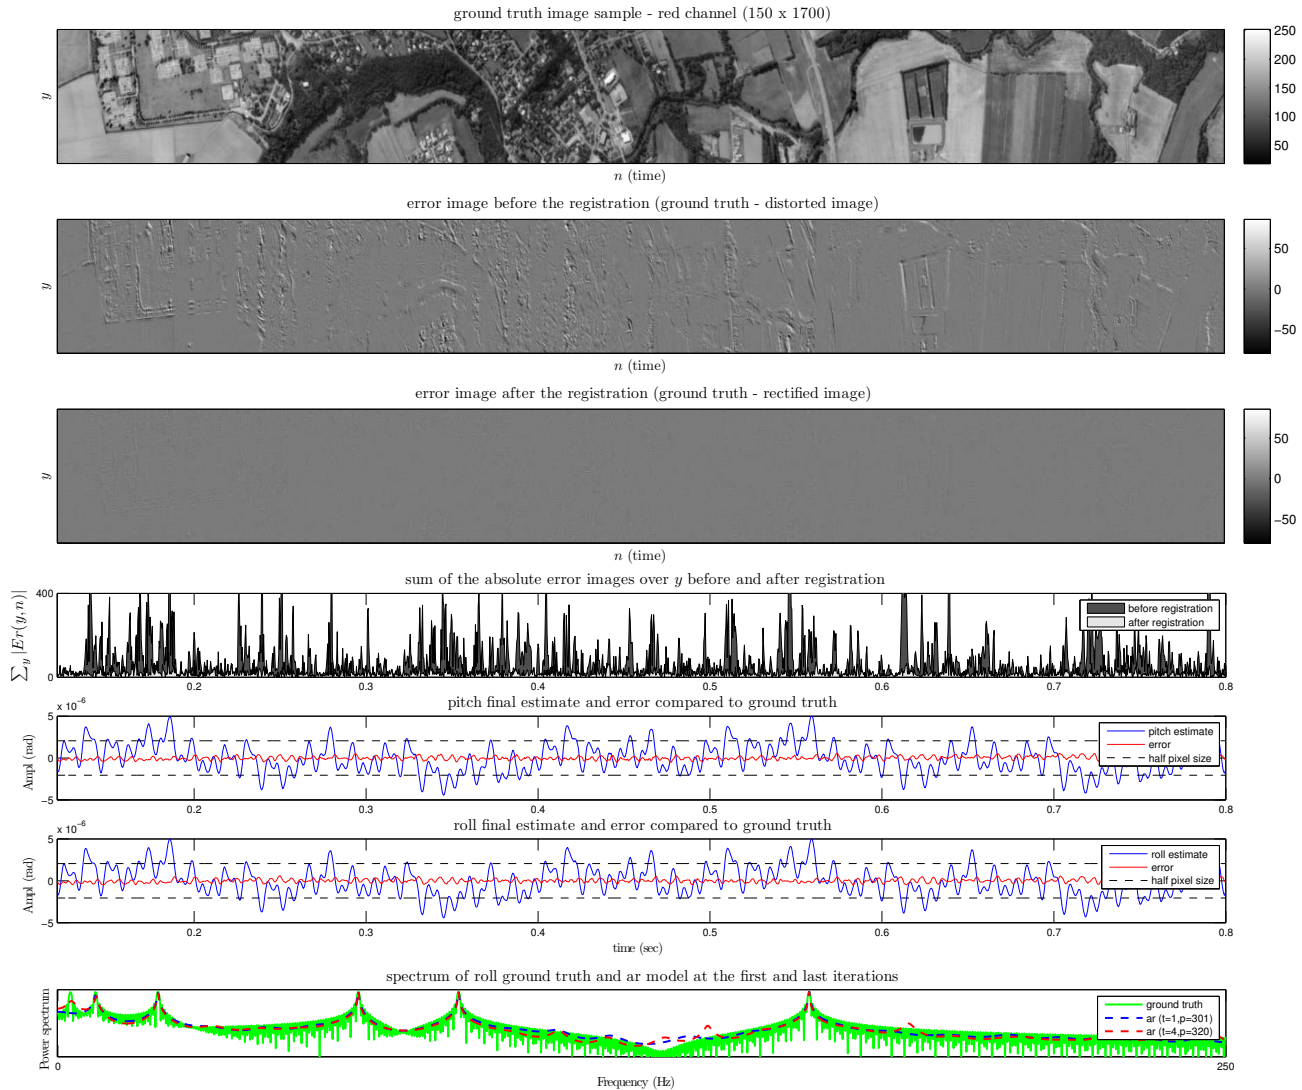 ground truth image sample - red channel (150 x 1700)
y
n (time)
250
200
150
100
50
error image before the registration (ground truth - distorted image)
y
n (time)
50
0
−50
error image after the registration (ground truth - rectified image)
y
n (time)
50
0
−50
sum of the absolute error images over y before and after registration
∑y |Er(y, n)|
400
0
before registration
after registration
0.2 0.3 0.4 0.5 0.6 0.7 0.8
x 10⁻⁶
pitch final estimate and error compared to ground truth
Ampl (rad)
5
0
−5
pitch estimate
error
half pixel size
0.2 0.3 0.4 0.5 0.6 0.7 0.8
x 10⁻⁶
roll final estimate and error compared to ground truth
Ampl (rad)
5
0
−5
roll estimate
error
half pixel size
0.2 0.3 0.4 0.5 0.6 0.7 0.8
time (sec)
spectrum of roll ground truth and ar model at the first and last iterations
Power spectrum
ground truth
ar (t=1,p=301)
ar (t=4,p=320)
0 250
Frequency (Hz)